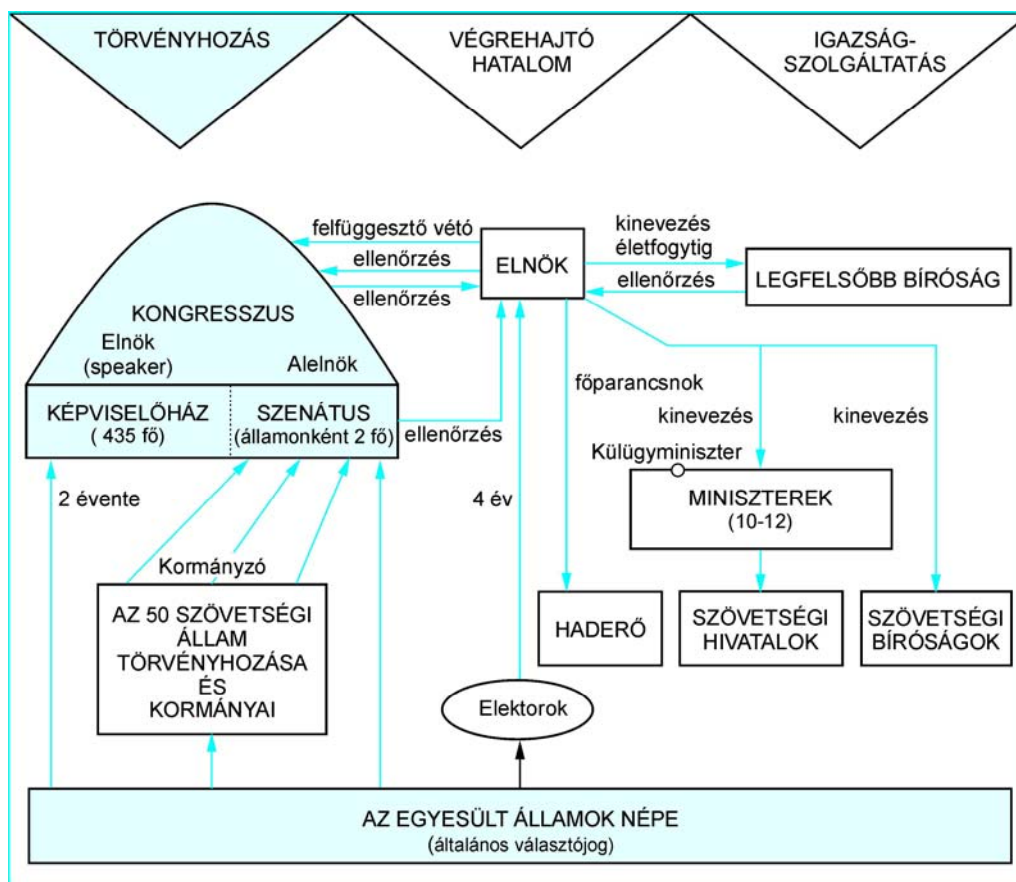 TÖRVÉNYHOZÁS
VÉGREHAJTÓ
HATALOM
IGAZSÁG-
SZOLGÁLTATÁS
felfüggesztő vétó
ellenőrzés
ellenőrzés
ELNÖK
kinevezés
életfogytig
ellenőrzés
LEGFELSŐBB BÍRÓSÁG
KONGRESSZUS
Elnök
(speaker)
Alelnök
KÉPVISELŐHÁZ
( 435 fő)
SZENÁTUS
(államonként 2 fő)
ellenőrzés
főparancsnok
kinevezés
kinevezés
Külügyminiszter
MINISZTEREK
(10-12)
2 évente
4 év
Kormányzó
AZ 50 SZÖVETSÉGI
ÁLLAM
TÖRVÉNYHOZÁSA
ÉS
KORMÁNYAI
HADERŐ
SZÖVETSÉGI
HIVATALOK
SZÖVETSÉGI
BÍRÓSÁGOK
Elektorok
AZ EGYESÜLT ÁLLAMOK NÉPE
(általános választójog)